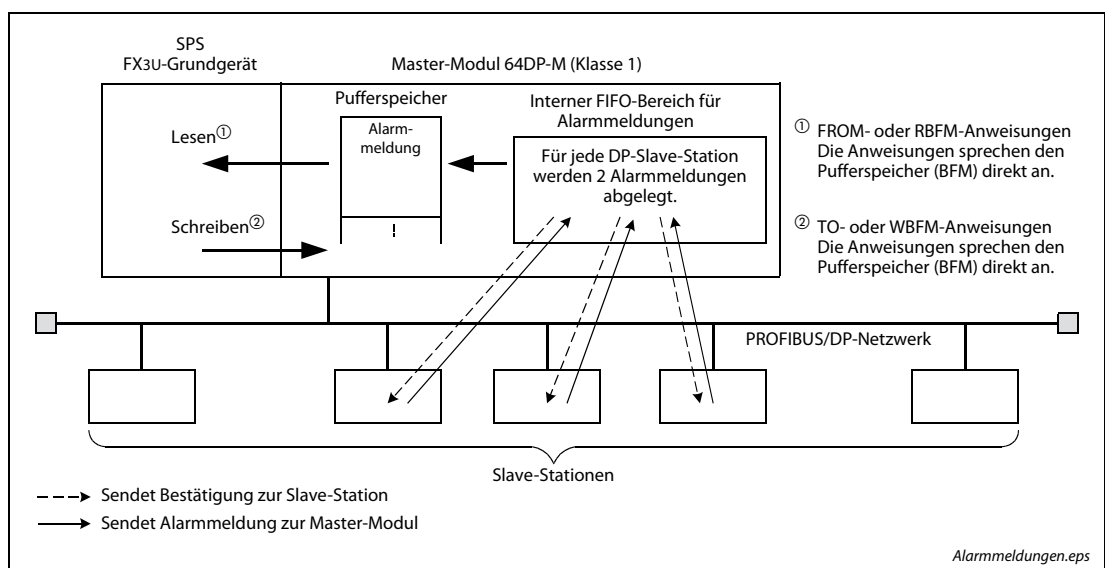 SPS
FX3U-Grundgerät
Master-Modul 64DP-M (Klasse 1)
Pufferspeicher
Interner FIFO-Bereich für
Alarmmeldungen
Lesen①
Alarm-
meldung
Für jede DP-Slave-Station
werden 2 Alarmmeldungen
abgelegt.
Schreiben②
① FROM- oder RBFM-Anweisungen
Die Anweisungen sprechen den
Pufferspeicher (BFM) direkt an.
② TO- oder WBFM-Anweisungen
Die Anweisungen sprechen den
Pufferspeicher (BFM) direkt an.
PROFIBUS/DP-Netzwerk
Slave-Stationen
Sendet Bestätigung zur Slave-Station
Sendet Alarmmeldung zur Master-Modul
Alarmmeldungen.eps